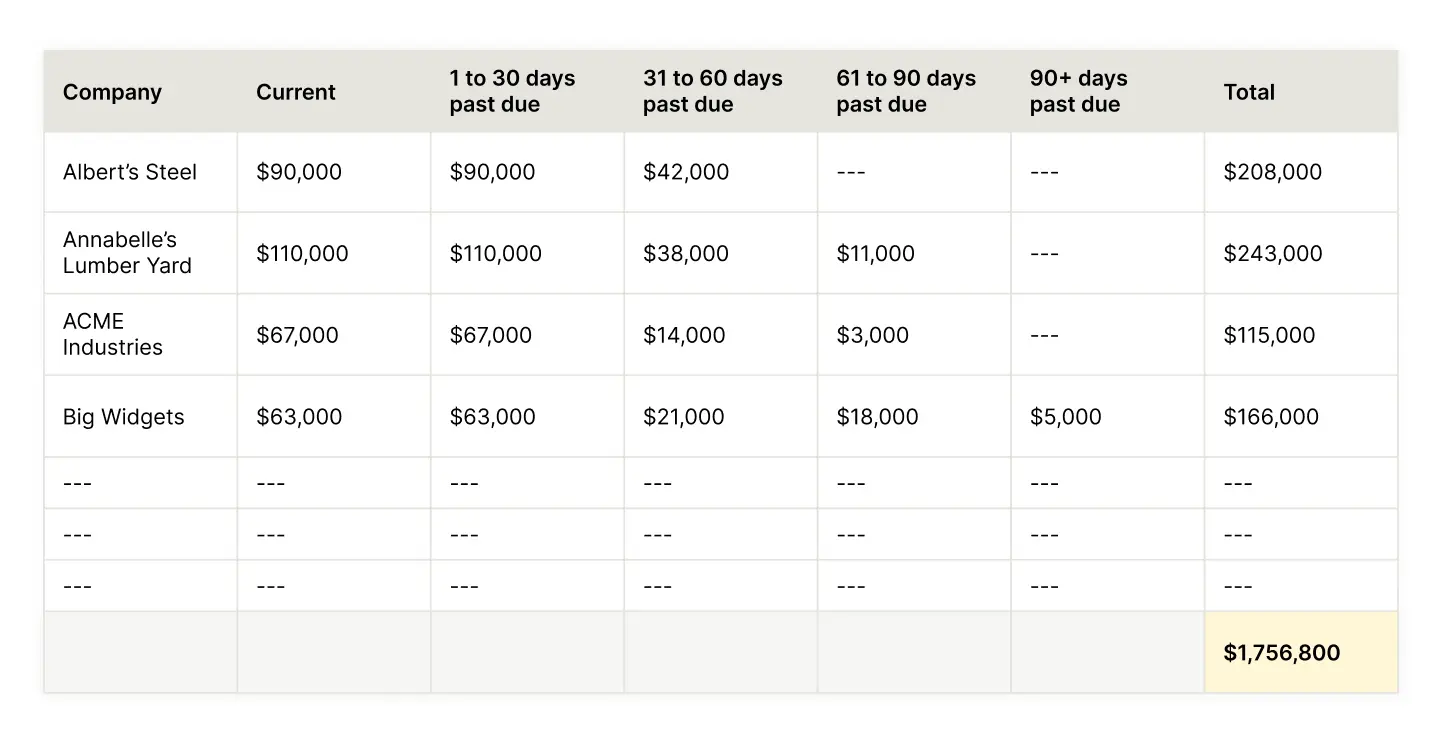 Company Current 1 to 30 days past due 31 to 60 days past due 61 to 90 days past due 90+ days past due Total
Albert’s Steel $90,000 $90,000 $42,000 --- --- $208,000
Annabelle’s Lumber Yard $110,000 $110,000 $38,000 $11,000 --- $243,000
ACME Industries $67,000 $67,000 $14,000 $3,000 --- $115,000
Big Widgets $63,000 $63,000 $21,000 $18,000 $5,000 $166,000
--- --- --- --- --- --- ---
--- --- --- --- --- --- ---
--- --- --- --- --- --- ---
$1,756,800